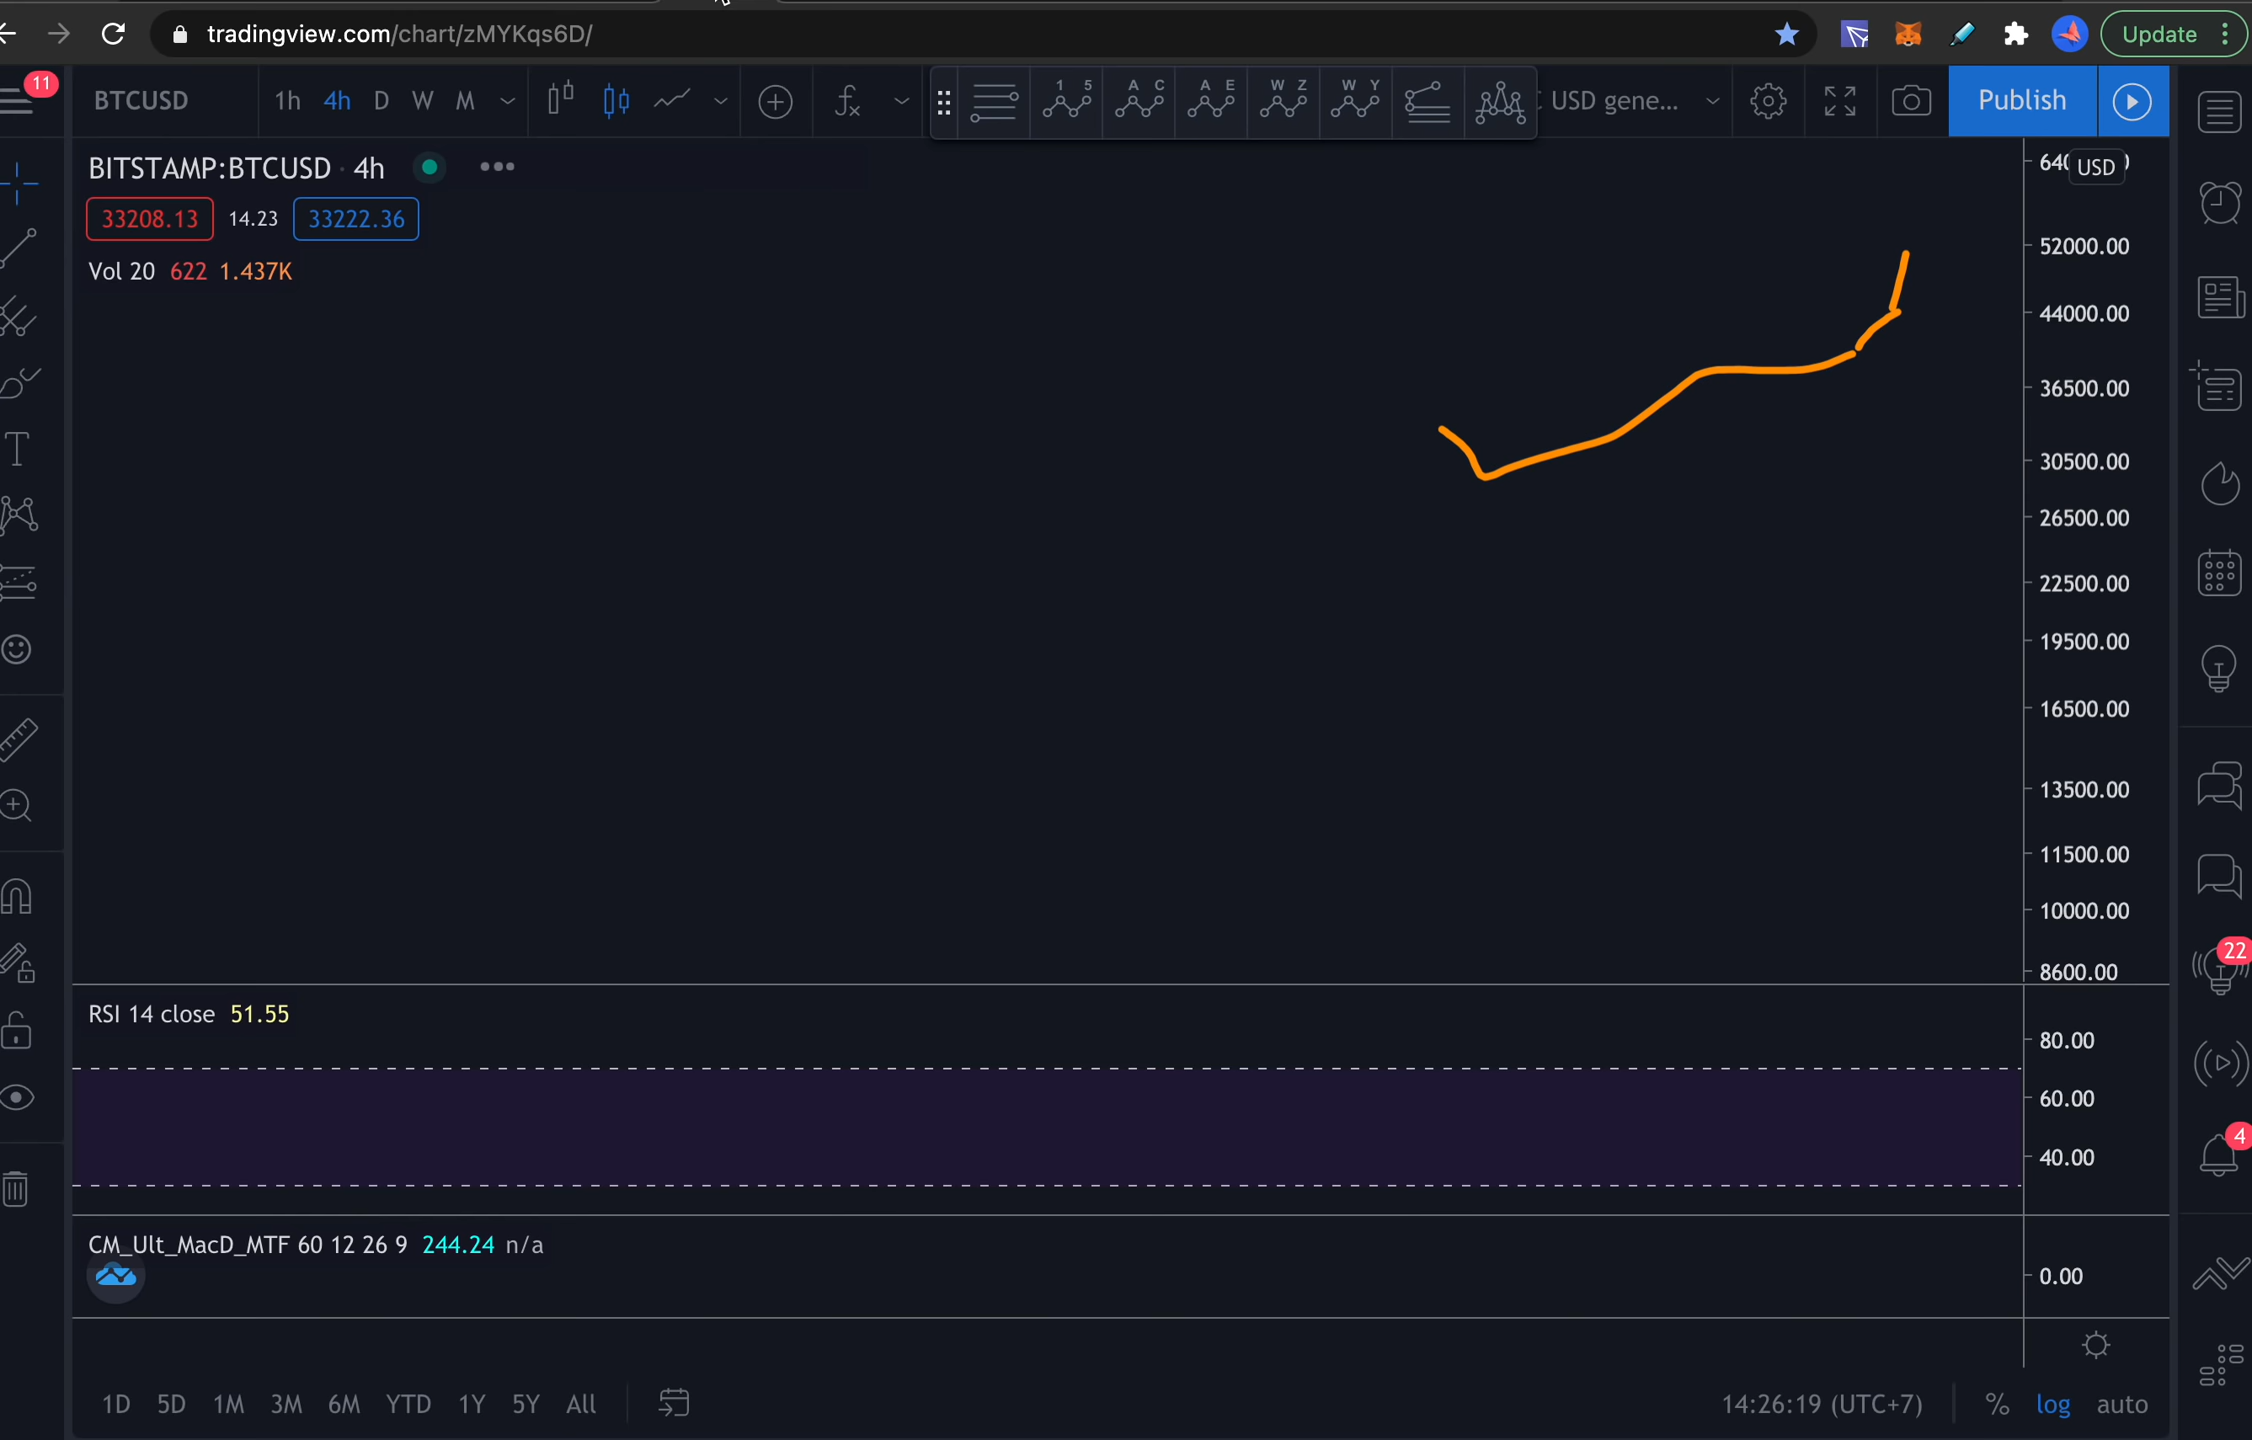 tradingview.com/chart/zMYKqs6D/
Update
11
BTCUSD
1h 4h D W M
1 5
A C
A E
W Z
W Y
USD gene...
Publish
BITSTAMP:BTCUSD · 4h
33208.13 14.23 33222.36
Vol 20 622 1.437K
USD
52000.00
44000.00
36500.00
30500.00
26500.00
22500.00
19500.00
16500.00
13500.00
11500.00
10000.00
8600.00
22
RSI 14 close 51.55
80.00
60.00
40.00
4
CM_Ult_MacD_MTF 60 12 26 9 244.24 n/a
0.00
1D 5D 1M 3M 6M YTD 1Y 5Y All
14:26:19 (UTC+7) % log auto